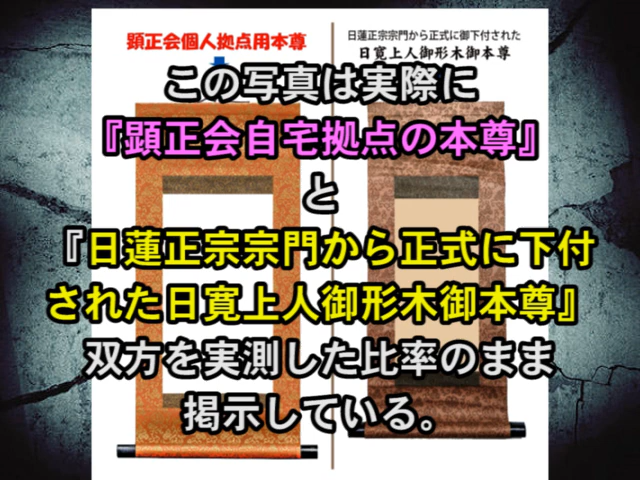 顕正会個人拠点用本尊
日蓮正宗宗門から正式に御下付された
日寛上人御形木御本尊
この写真は実際に
『顕正会自宅拠点の本尊』
と
『日蓮正宗宗門から正式に下付
された日寛上人御形木御本尊』
双方を実測した比率のまま
掲示している。